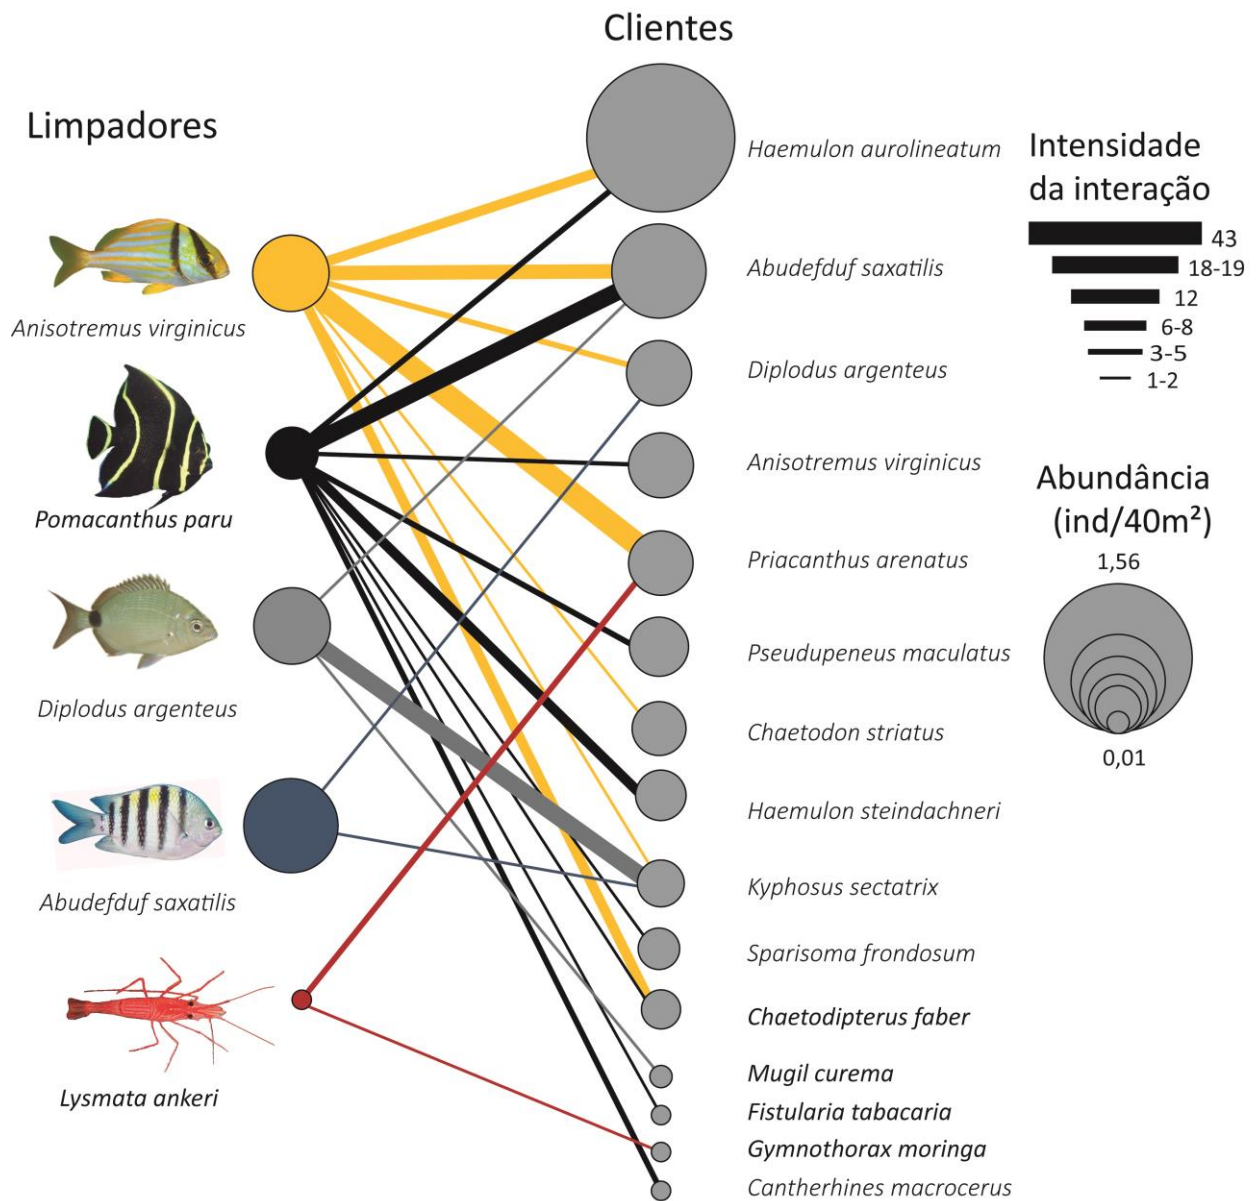 Clientes
Limpadores
Haemulon aurolineatum
Abudefduf saxatilis
Diplodus argenteus
Anisotremus virginicus
Priacanthus arenatus
Pseudupeneus maculatus
Chaetodon striatus
Haemulon steindachneri
Kyphosus sectatrix
Sparisoma frondosum
Chaetodipterus faber
Mugil curema
Fistularia tabacaria
Gymnothorax moringa
Cantherhines macrocerus
Anisotremus virginicus
Pomacanthus paru
Diplodus argenteus
Abudefduf saxatilis
Lysmata ankeri
Intensidade
da interação
43
18-19
12
6-8
3-5
1-2
Abundância
(ind/40m²)
1,56
0,01